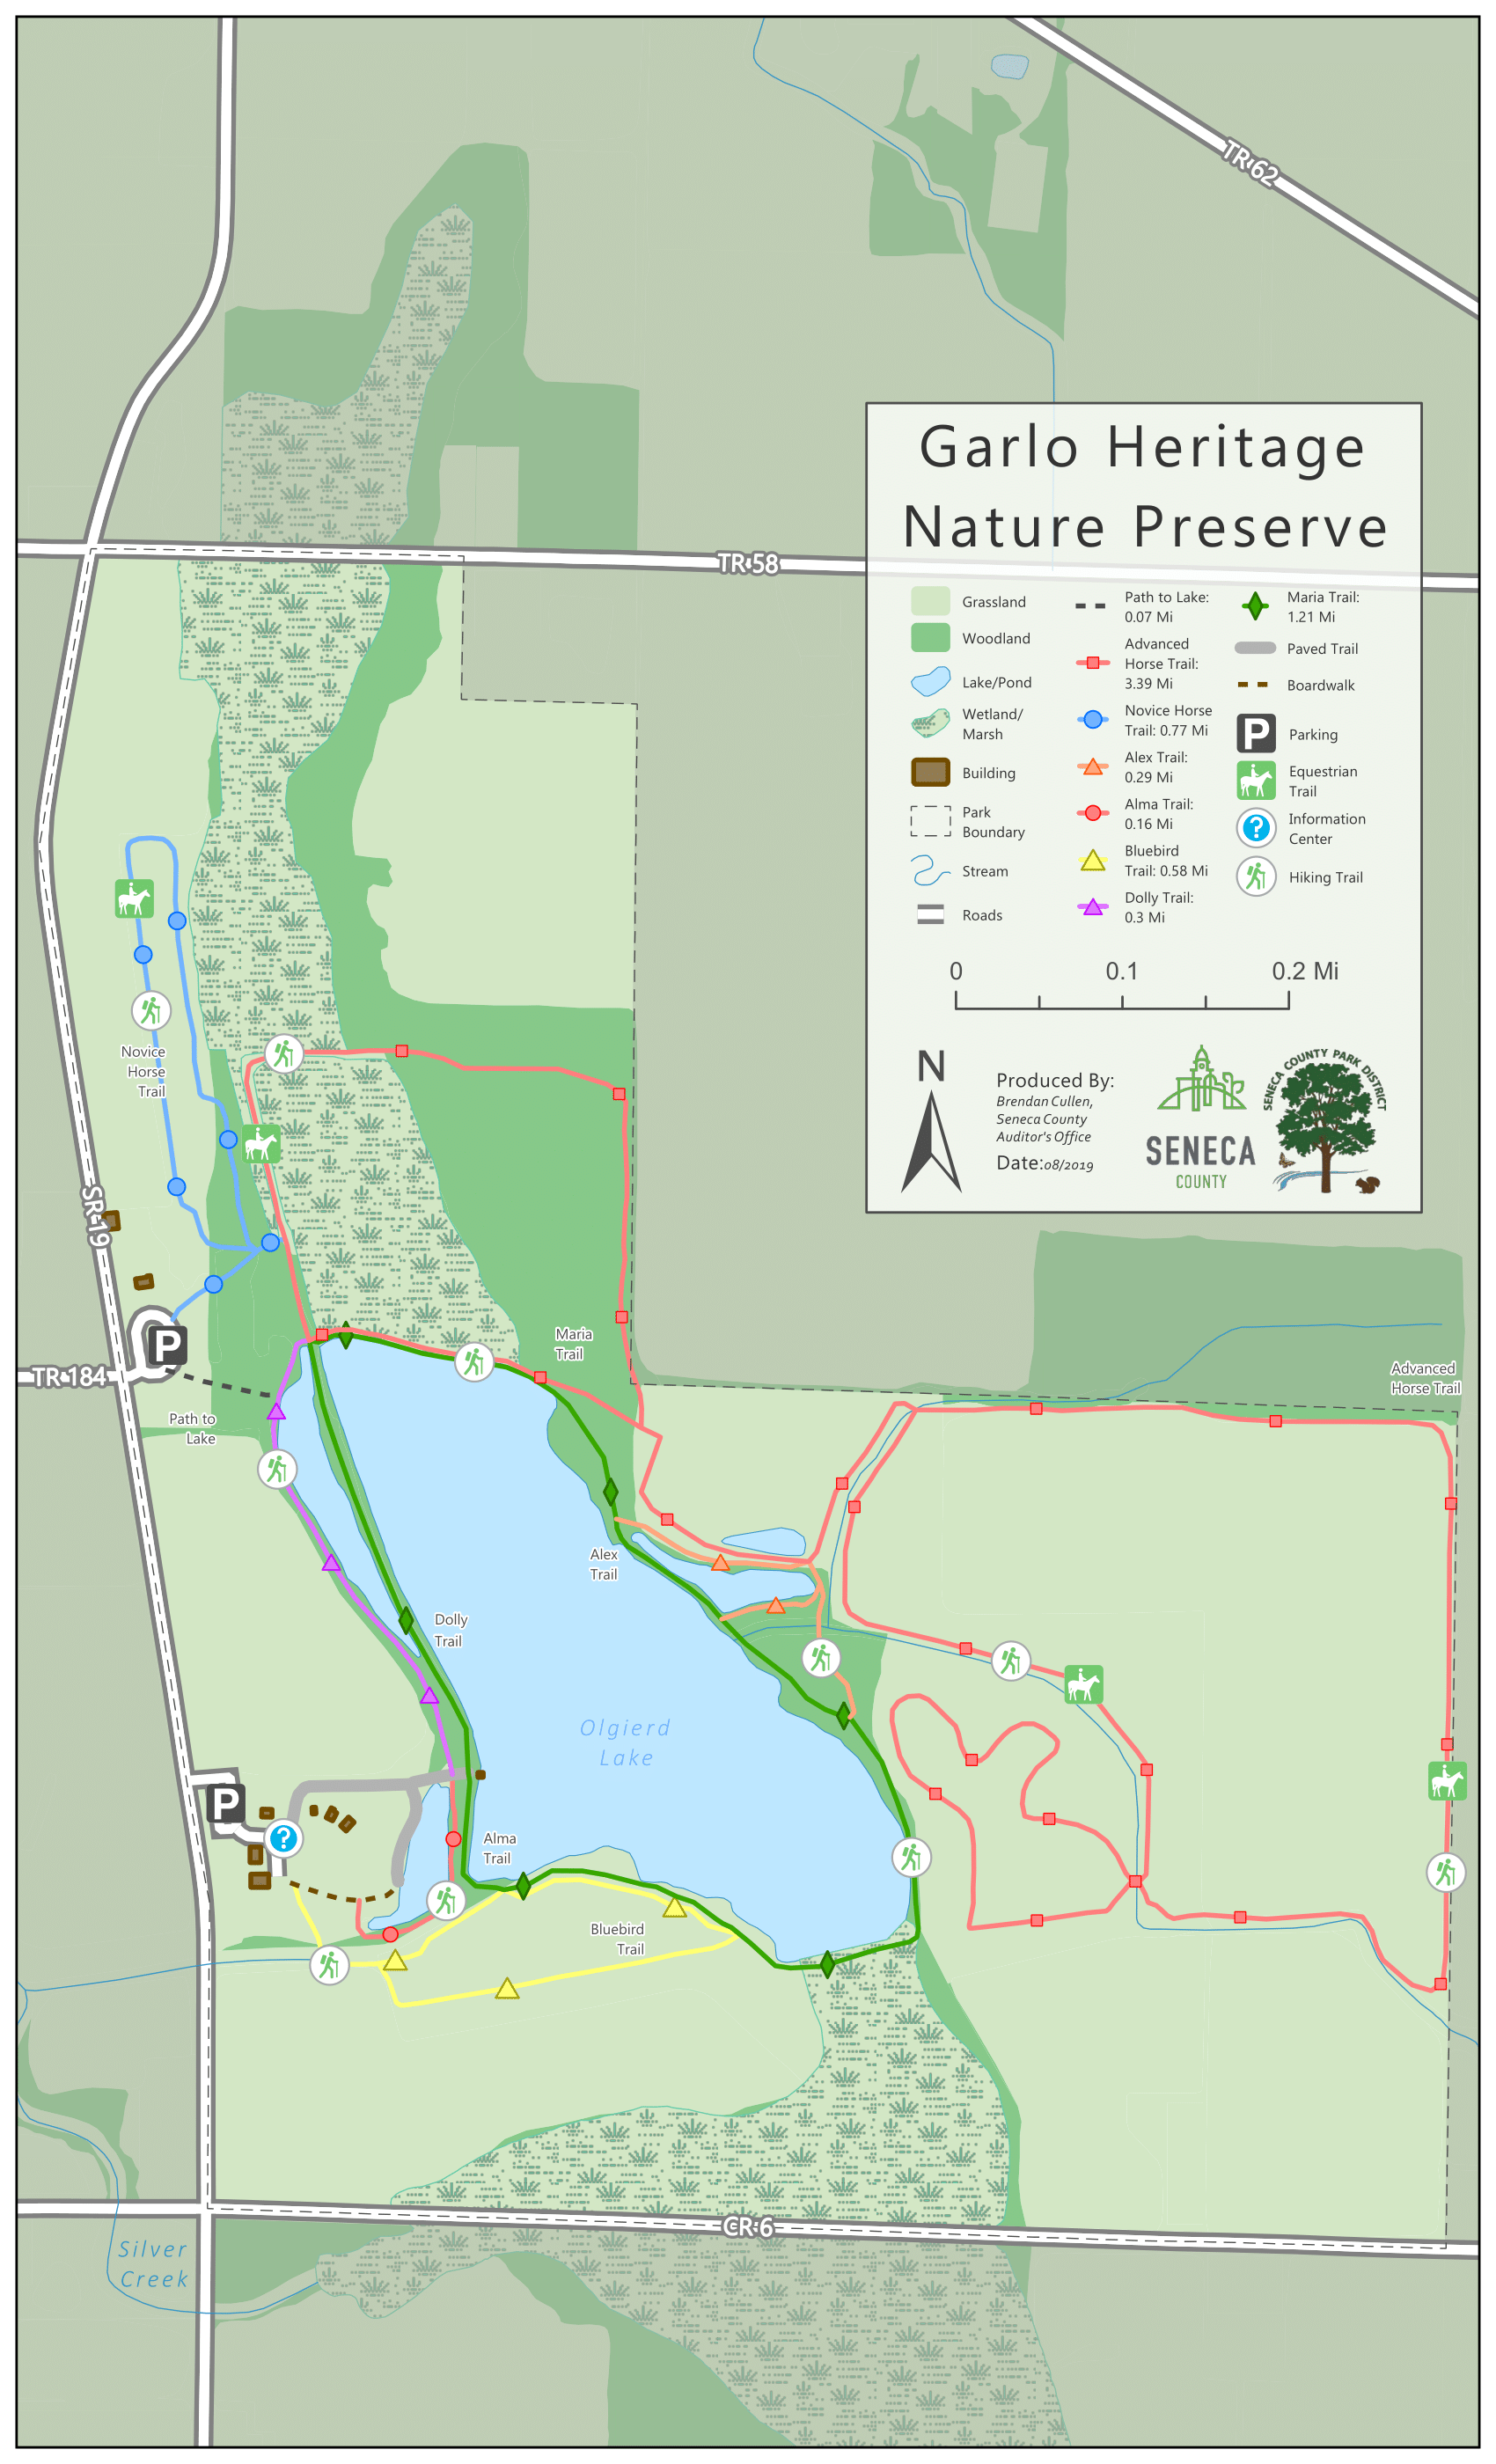 TR 62
Garlo Heritage
Nature Preserve
TR 58
Grassland
Woodland
Lake/Pond
Wetland/
Marsh
Building
Park
Boundary
Stream
Roads
Path to Lake:
0.07 Mi
Advanced
Horse Trail:
3.39 Mi
Novice Horse
Trail: 0.77 Mi
Alex Trail:
0.29 Mi
Alma Trail:
0.16 Mi
Bluebird
Trail: 0.58 Mi
Dolly Trail:
0.3 Mi
Maria Trail:
1.21 Mi
Paved Trail
Boardwalk
P
Parking
Equestrian
Trail
?
Information
Center
Hiking Trail
0 0.1 0.2 Mi
N
Produced By:
Brendan Cullen,
Seneca County
Auditor's Office
Date:08/2019
SENECA
COUNTY
SENECA COUNTY PARK DISTRICT
Novice
Horse
Trail
SR-19
P
TR 184
Path to
Lake
Maria
Trail
Advanced
Horse Trail
Alex
Trail
Dolly
Trail
Olgierd
Lake
P
?
Alma
Trail
Bluebird
Trail
CR 6
Silver
Creek